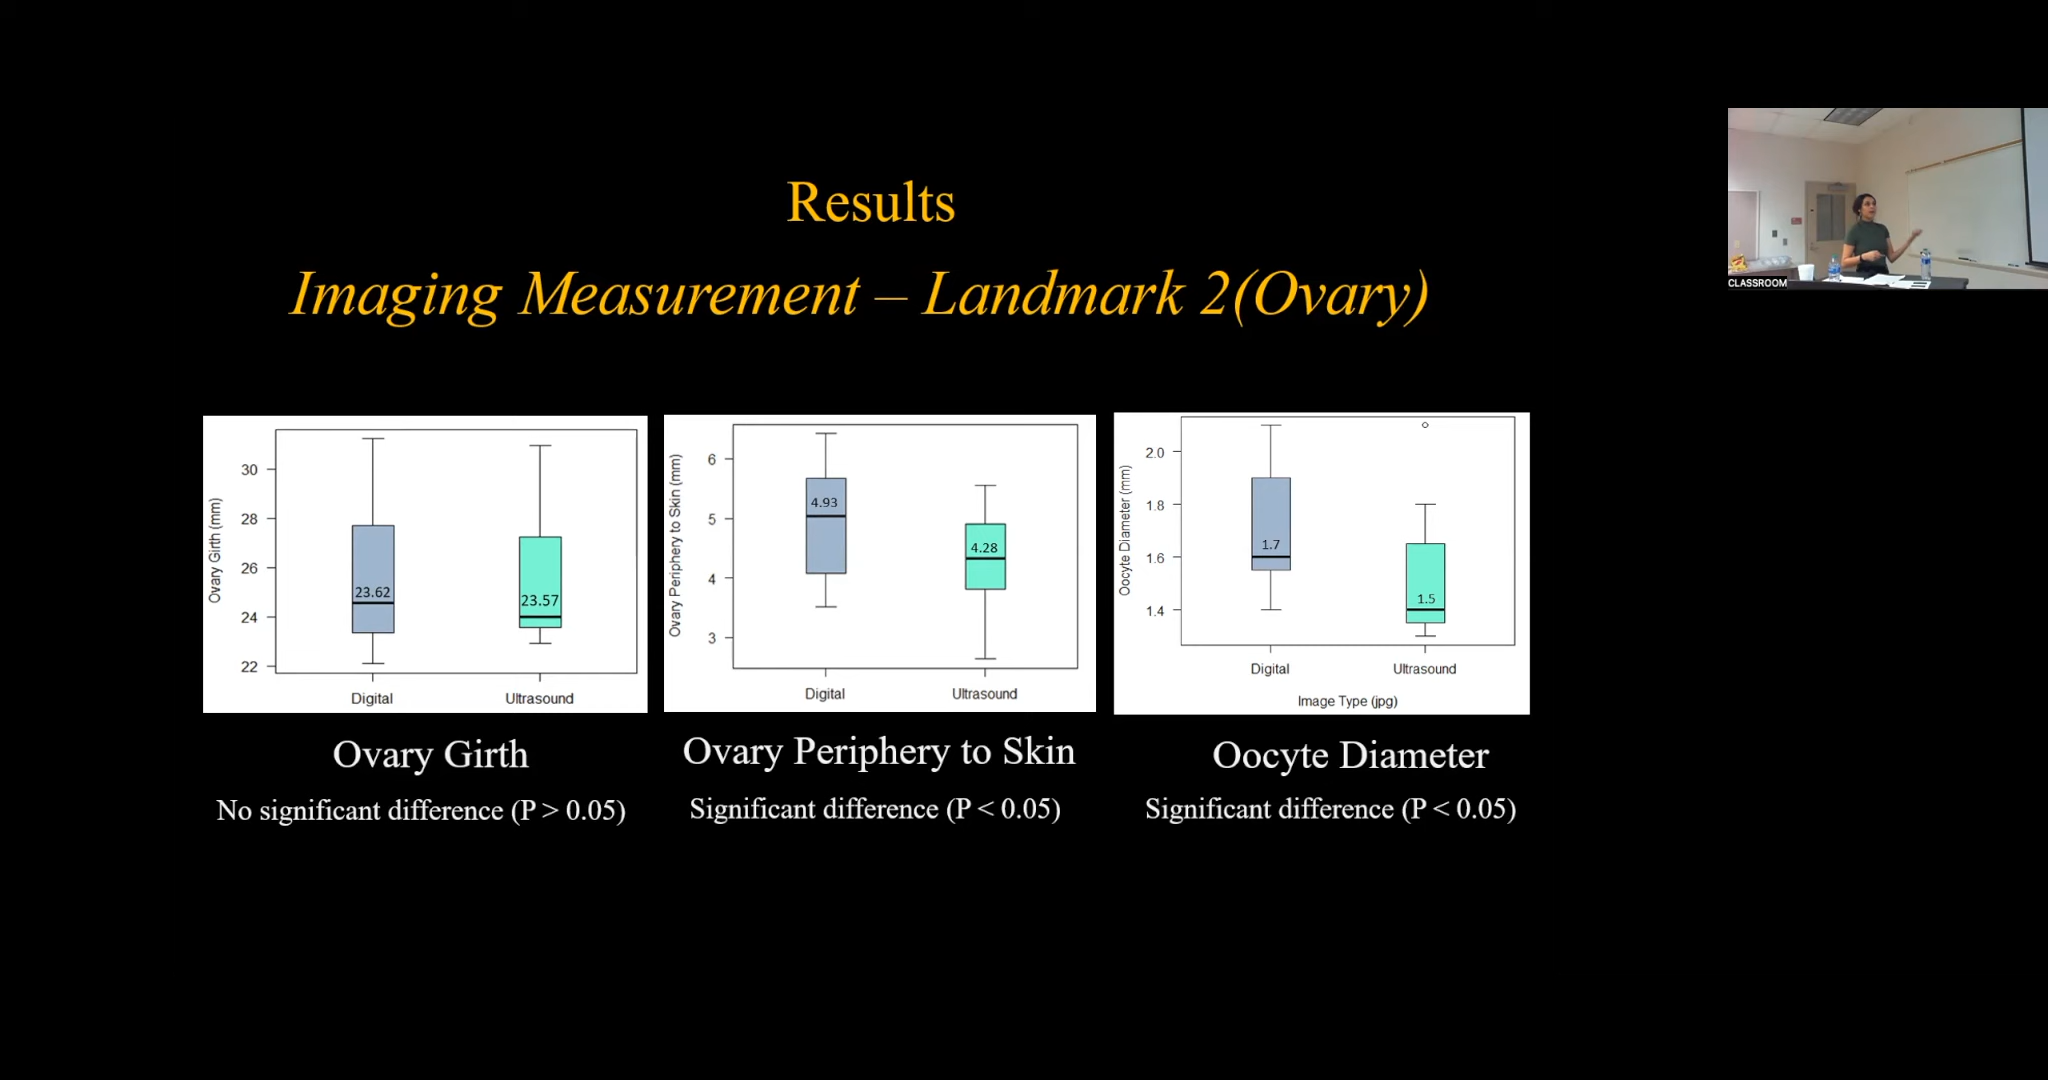 Results
Imaging Measurement – Landmark 2(Ovary)
CLASSROOM
Ovary Girth (mm)
30
28
26
24
22
23.62
23.57
Digital
Ultrasound
Ovary Periphery to Skin (mm)
6
5
4
3
4.93
4.28
Digital
Ultrasound
Oocyte Diameter (mm)
2.0
1.8
1.6
1.4
1.7
1.5
Digital
Ultrasound
Image Type (jpg)
Ovary Girth
No significant difference (P > 0.05)
Ovary Periphery to Skin
Significant difference (P < 0.05)
Oocyte Diameter
Significant difference (P < 0.05)